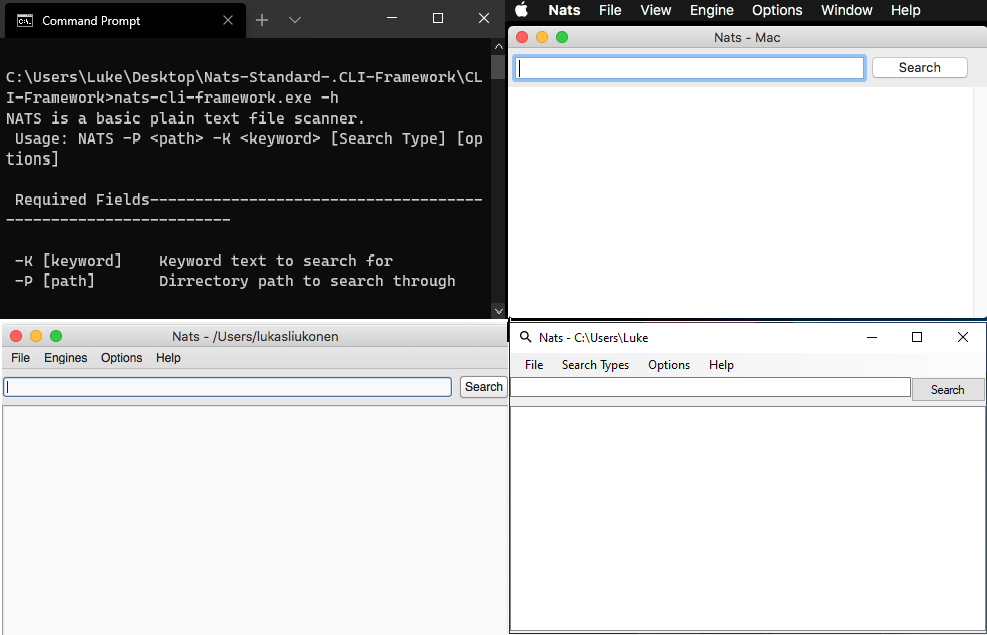 Command Prompt
C:\Users\Luke\Desktop\Nats-Standard-.CLI-Framework\CL
I-Framework>nats-cli-framework.exe -h
NATS is a basic plain text file scanner.
Usage: NATS -P <path> -K <keyword> [Search Type] [op
tions]
Required Fields-------------------------------------
-------------------------
-K [keyword]    Keyword text to search for
-P [path]       Dirrectory path to search through
Nats File View Engine Options Window Help
Nats - Mac
Search
Nats - /Users/lukasliukonen
File Engines Options Help
Search
Nats - C:\Users\Luke
File Search Types Options Help
Search